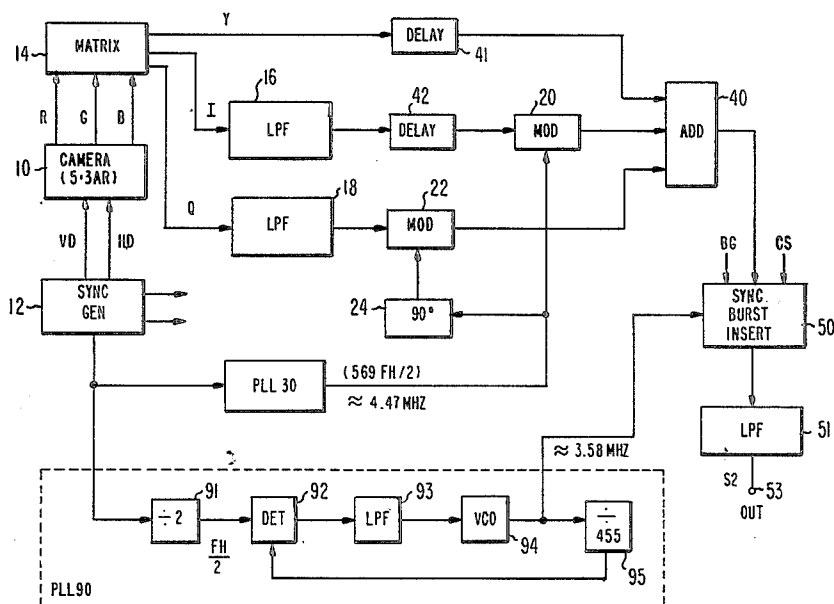 Y
14
MATRIX
DELAY
41
16
42
20
40
R
G
B
I
LPF
DELAY
MOD
ADD
10
CAMERA
(5·3AR)
18
22
Q
LPF
MOD
VD
HD
BG
CS
12
SYNC
GEN
24
90°
SYNC.
BURST
INSERT
50
PLL 30
(569 FH/2)
≈ 4.47 MHZ
≈ 3.58 MHZ
LPF
51
S2
53
OUT
91
92
93
÷2
DET
LPF
VCO
94
÷
455
95
FH
2
PLL90